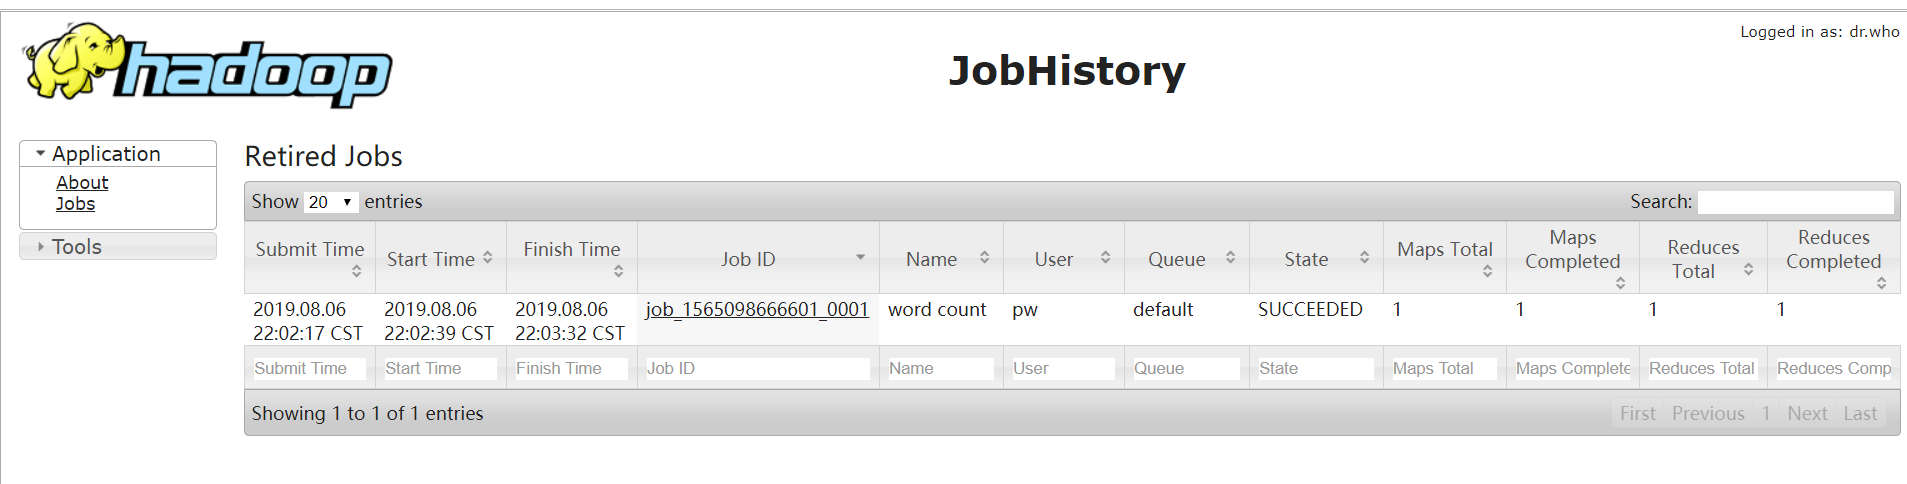 Logged in as: dr.who
hadoop
JobHistory
Application
About
Jobs
Tools
Retired Jobs
Show 20 entries
Search:
Submit Time
Start Time
Finish Time
Job ID
Name
User
Queue
State
Maps Total
Maps
Completed
Reduces
Total
Reduces
Completed
2019.08.06
22:02:17 CST
2019.08.06
22:02:39 CST
2019.08.06
22:03:32 CST
job_1565098666601_0001
word count
pw
default
SUCCEEDED
1
1
1
1
Submit Time
Start Time
Finish Time
Job ID
Name
User
Queue
State
Maps Total
Maps Complete
Reduces Total
Reduces Comp
Showing 1 to 1 of 1 entries
First Previous 1 Next Last